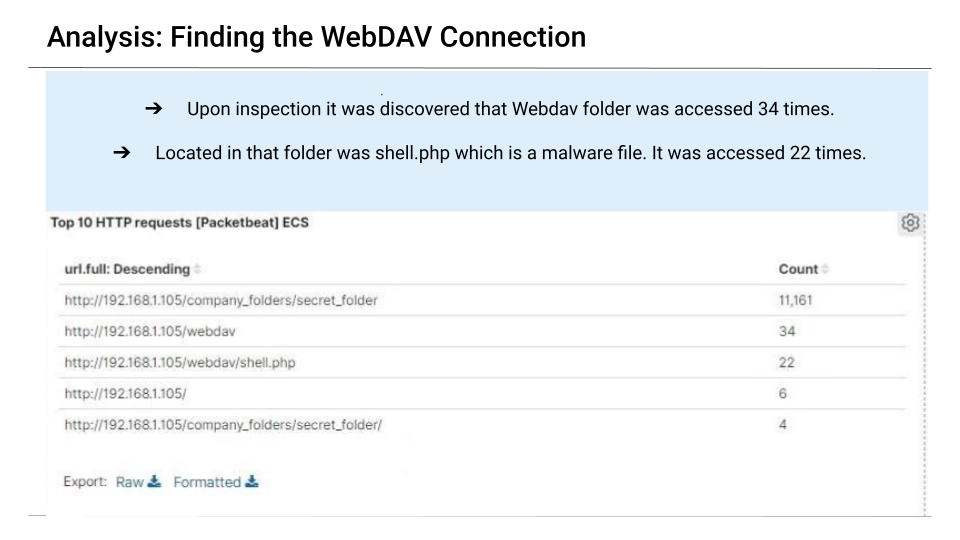 Analysis: Finding the WebDAV Connection
➔ Upon inspection it was discovered that Webdav folder was accessed 34 times.
➔ Located in that folder was shell.php which is a malware file. It was accessed 22 times.
Top 10 HTTP requests [Packetbeat] ECS
url.full: Descending Count
http://192.168.1.105/company_folders/secret_folder 11,161
http://192.168.1.105/webdav 34
http://192.168.1.105/webdav/shell.php 22
http://192.168.1.105/ 6
http://192.168.1.105/company_folders/secret_folder/ 4
Export: Raw Formatted